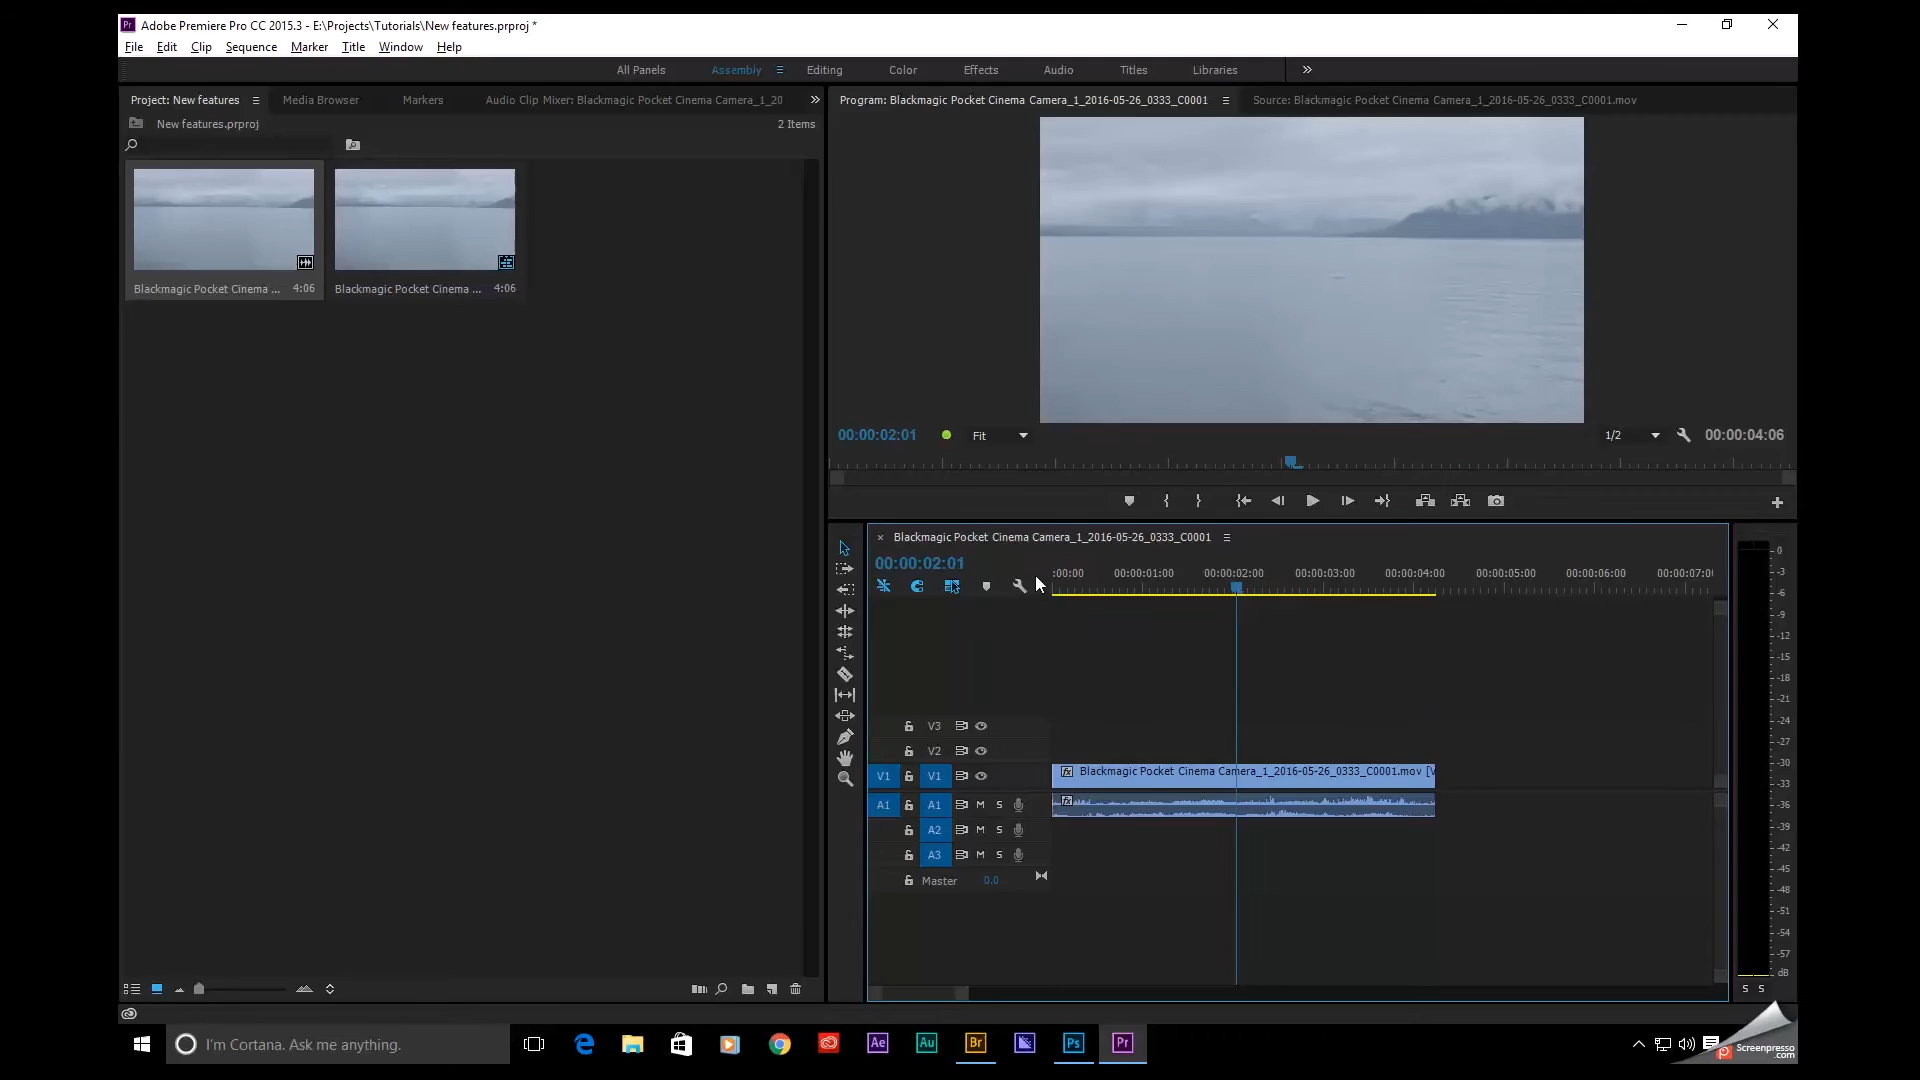 Adobe Premiere Pro CC 2015.3 - E:\Projects\Tutorials\New features.prproj *
File Edit Clip Sequence Marker Title Window Help
All Panels Assembly Editing Color Effects Audio Titles Libraries
Project: New features Media Browser Markers Audio Clip Mixer: Blackmagic Pocket Cinema Camera_1_20
New features.prproj 2 Items
Blackmagic Pocket Cinema ... 4:06 Blackmagic Pocket Cinema ... 4:06
Program: Blackmagic Pocket Cinema Camera_1_2016-05-26_0333_C0001 Source: Blackmagic Pocket Cinema Camera_1_2016-05-26_0333_C0001.mov
00:00:02:01 Fit 1/2 00:00:04:06
Blackmagic Pocket Cinema Camera_1_2016-05-26_0333_C0001
00:00:02:01
:00:00 00:00:01:00 00:00:02:00 00:00:03:00 00:00:04:00 00:00:05:00 00:00:06:00 00:00:07:0
V3
V2
V1 V1 fx Blackmagic Pocket Cinema Camera_1_2016-05-26_0333_C0001.mov [V
A1 A1 M S fx
A2 M S
A3 M S
Master 0.0
0
-3
-6
-9
-12
-15
-18
-21
-24
-27
-30
-33
-36
-39
-42
-45
-48
-51
-54
-57
dB
S S
I'm Cortana. Ask me anything.
Ae Au Br Ps Pr
Screenpresso
.com